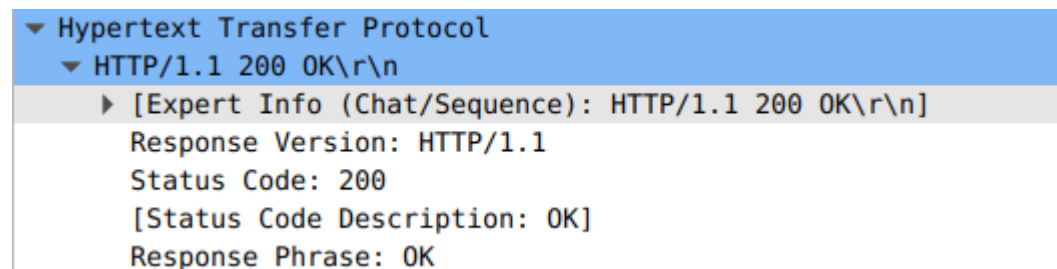 Hypertext Transfer Protocol
HTTP/1.1 200 OK\r\n
[Expert Info (Chat/Sequence): HTTP/1.1 200 OK\r\n]
Response Version: HTTP/1.1
Status Code: 200
[Status Code Description: OK]
Response Phrase: OK